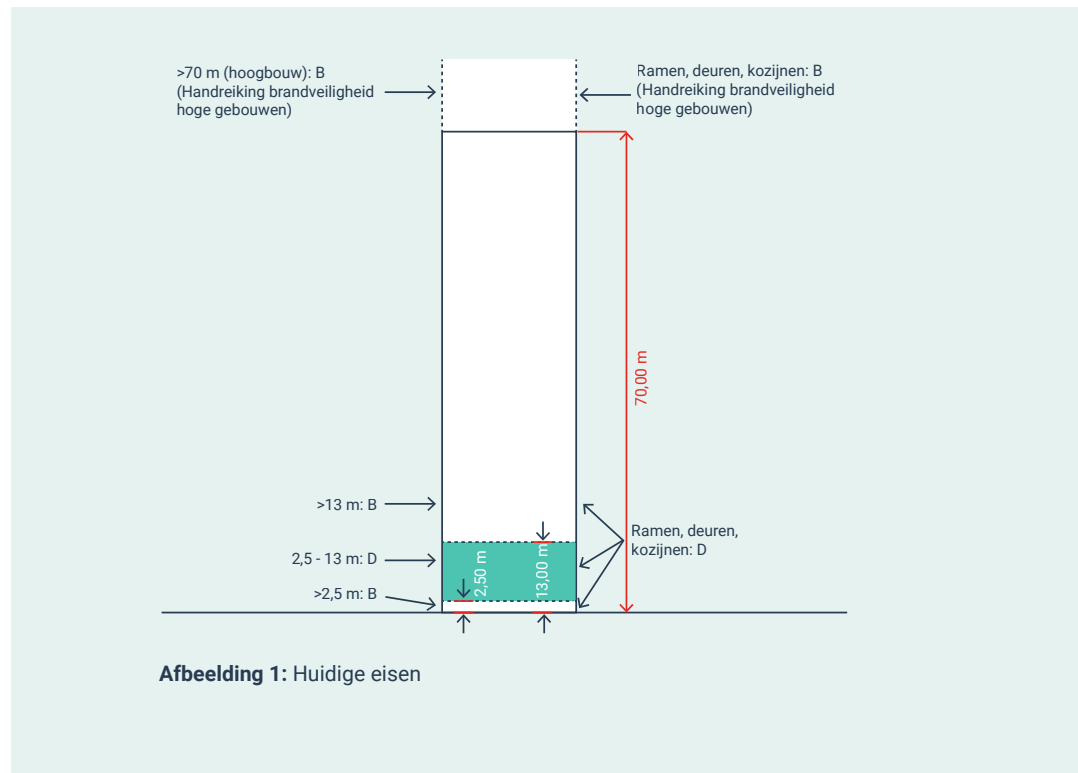 >70 m (hoogbouw): B
(Handreiking brandveiligheid
hoge gebouwen)
Ramen, deuren, kozijnen: B
(Handreiking brandveiligheid
hoge gebouwen)
70,00 m
>13 m: B
2,5 - 13 m: D
>2,5 m: B
2,50 m
13,00 m
Ramen, deuren,
kozijnen: D
Afbeelding 1: Huidige eisen